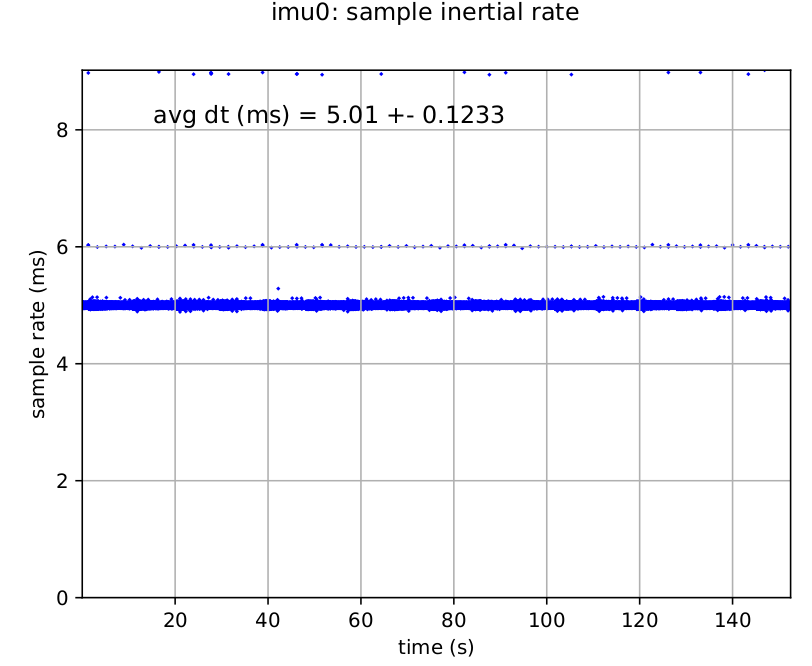 imu0: sample inertial rate
avg dt (ms) = 5.01 +- 0.1233
8
6
4
2
0
sample rate (ms)
20 40 60 80 100 120 140
time (s)